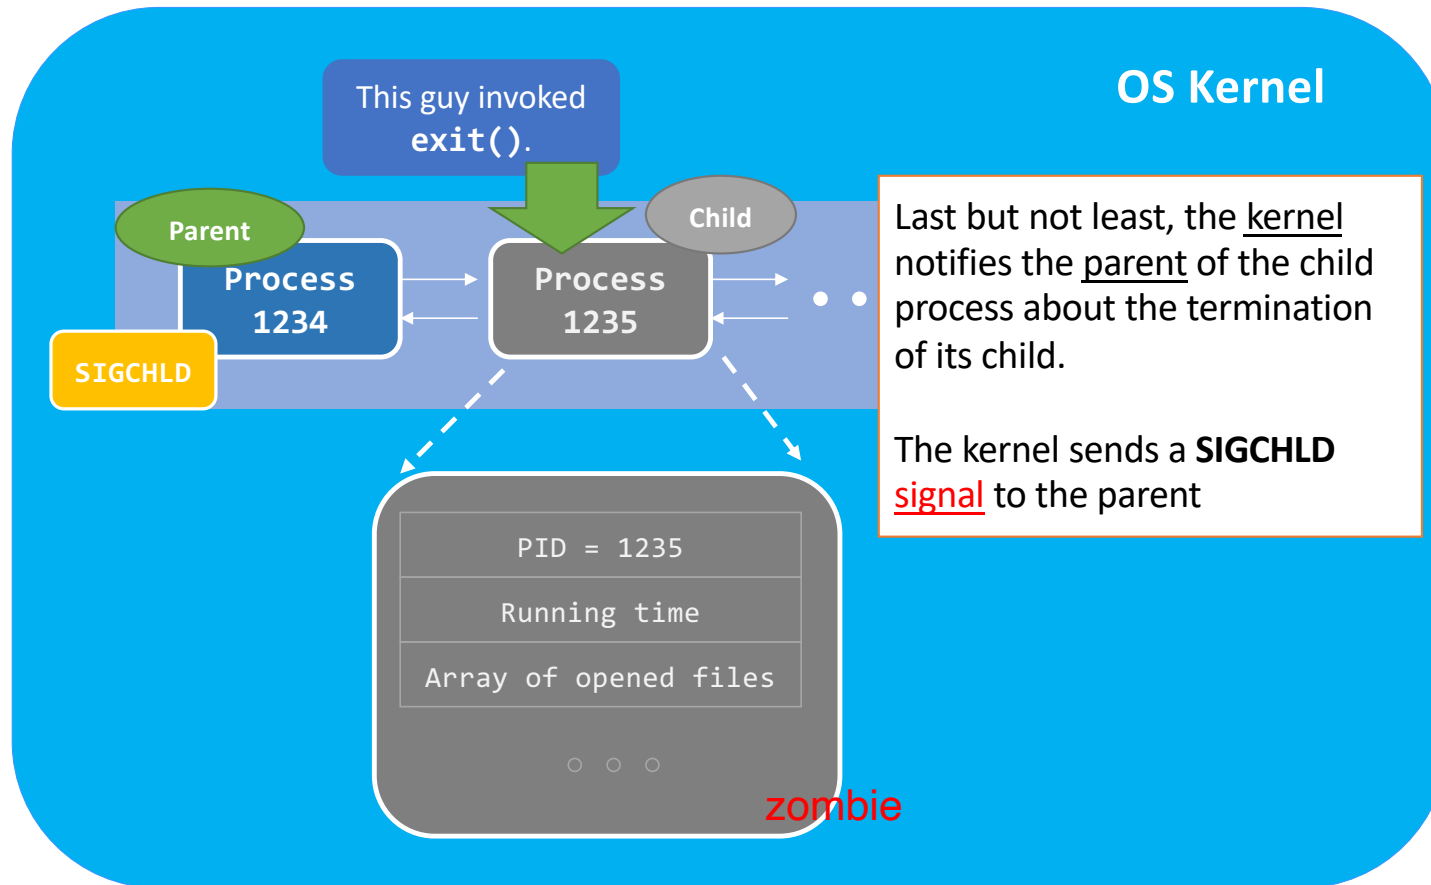 OS Kernel
This guy invoked
exit().
Parent
Child
Process
1234
Process
1235
SIGCHLD
Last but not least, the kernel
notifies the parent of the child
process about the termination
of its child.
The kernel sends a SIGCHLD
signal to the parent
PID = 1235
Running time
Array of opened files
zombie